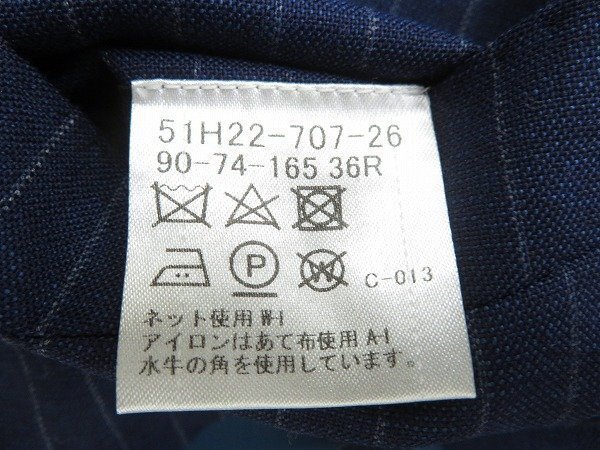 51H22-707-26
90-74-165 36R
P
W
C-013
ネット使用 W-1
アイロンはあて布使用 A-1
水牛の角を使用しています。